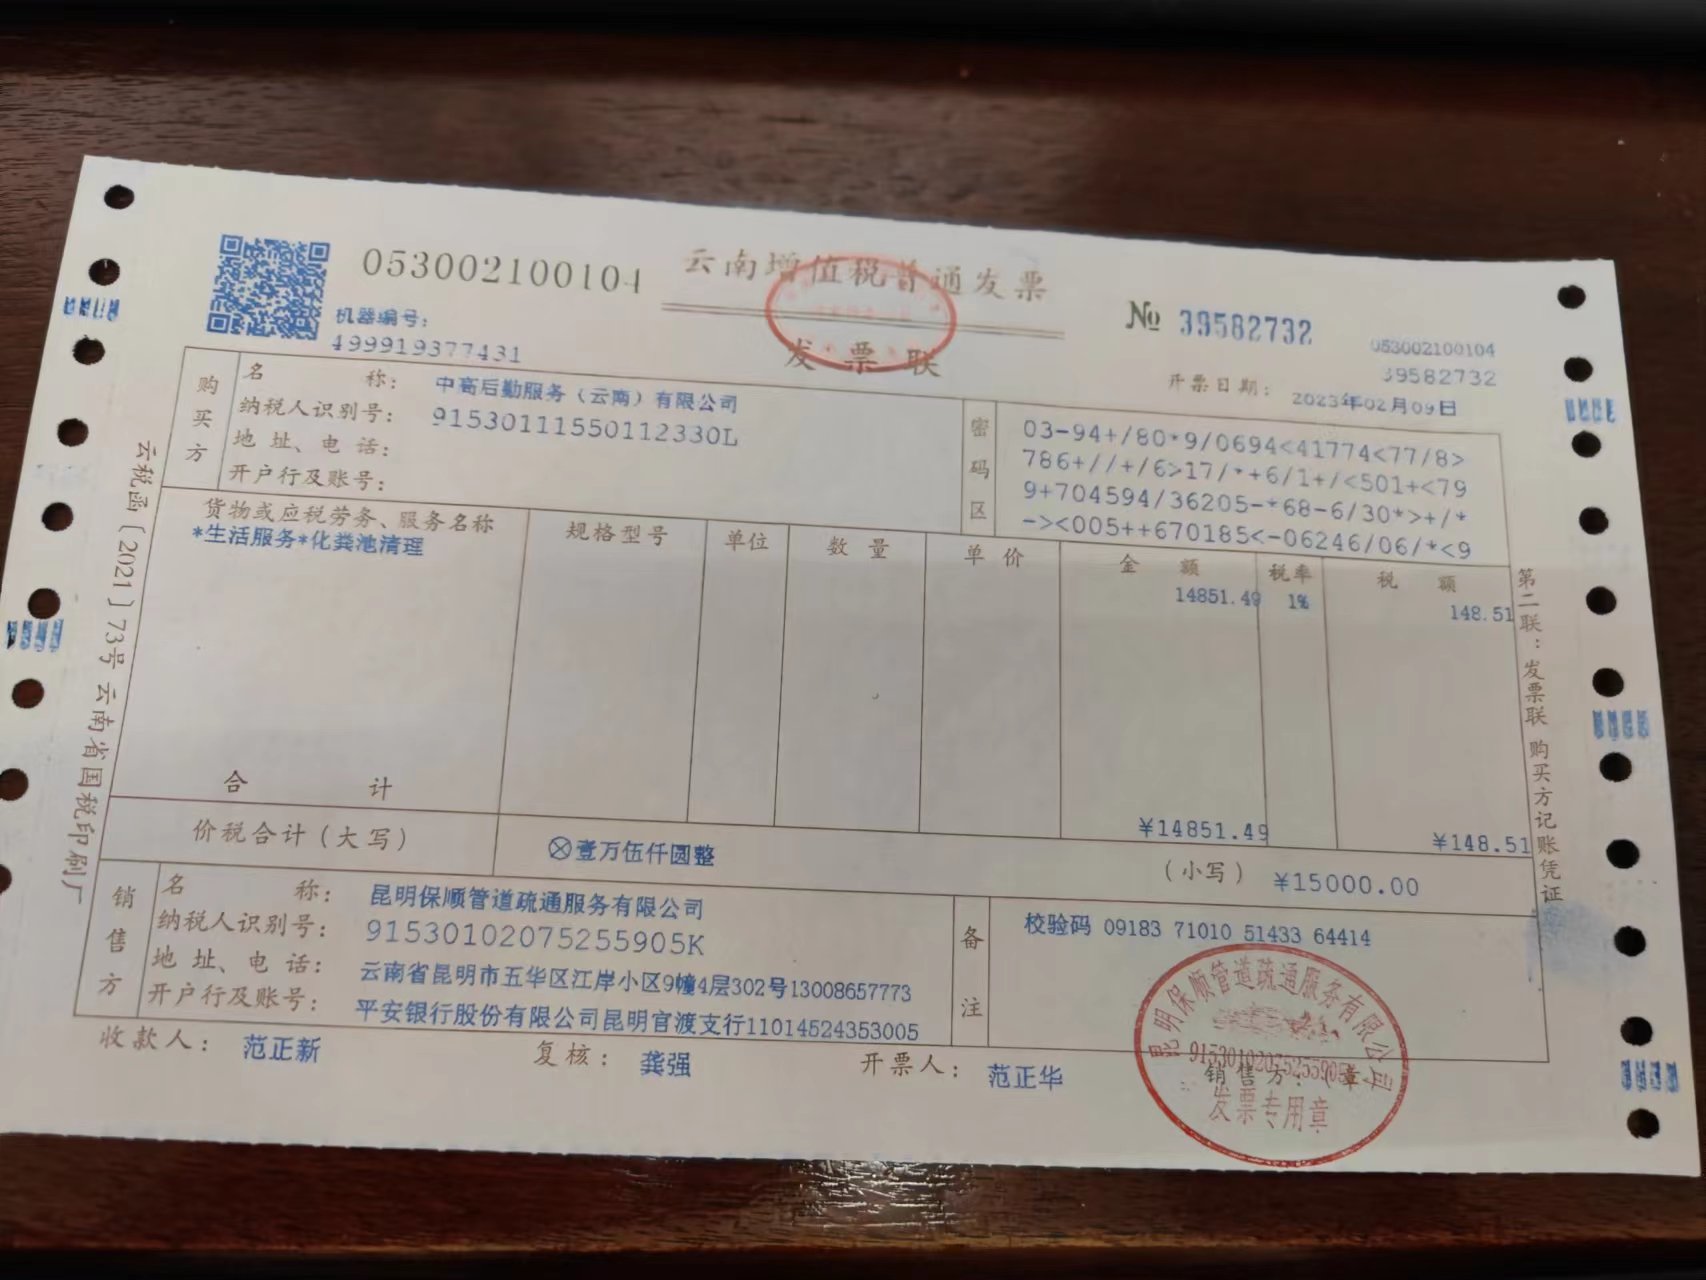 053002100104
云南增值税普通发票
发票联
№ 39582732
053002100104
39582732
机器编号:
499919377431
开票日期: 2023年02月09日
购买方
名 称: 中高后勤服务（云南）有限公司
纳税人识别号: 91530111550112330L
地 址、电 话:
开户行及账号:
密码区
03-94+/80*9/0694<41774<77/8>
786+//+/6>17/*+6/1+/<501+<79
9+704594/36205-*68-6/30*>+/*
-><005++670185<-06246/06/*<9
货物或应税劳务、服务名称 规格型号 单位 数量 单价 金额 税率 税额
*生活服务*化粪池清理 14851.49 1% 148.51
合 计 ¥14851.49 ¥148.51
价税合计（大写） ⊗壹万伍仟圆整 （小写） ¥15000.00
销售方
名 称: 昆明保顺管道疏通服务有限公司
纳税人识别号: 91530102075255905K
地 址、电 话: 云南省昆明市五华区江岸小区9幢4层302号13008657773
开户行及账号: 平安银行股份有限公司昆明官渡支行11014524353005
备注
校验码 09183 71010 51433 64414
收款人: 范正新 复核: 龚强 开票人: 范正华 销售方:（章）
昆明保顺管道疏通服务有限公司
发票专用章
云税函〔2021〕73号 云南省国税印刷厂
第二联：发票联 购买方记账凭证